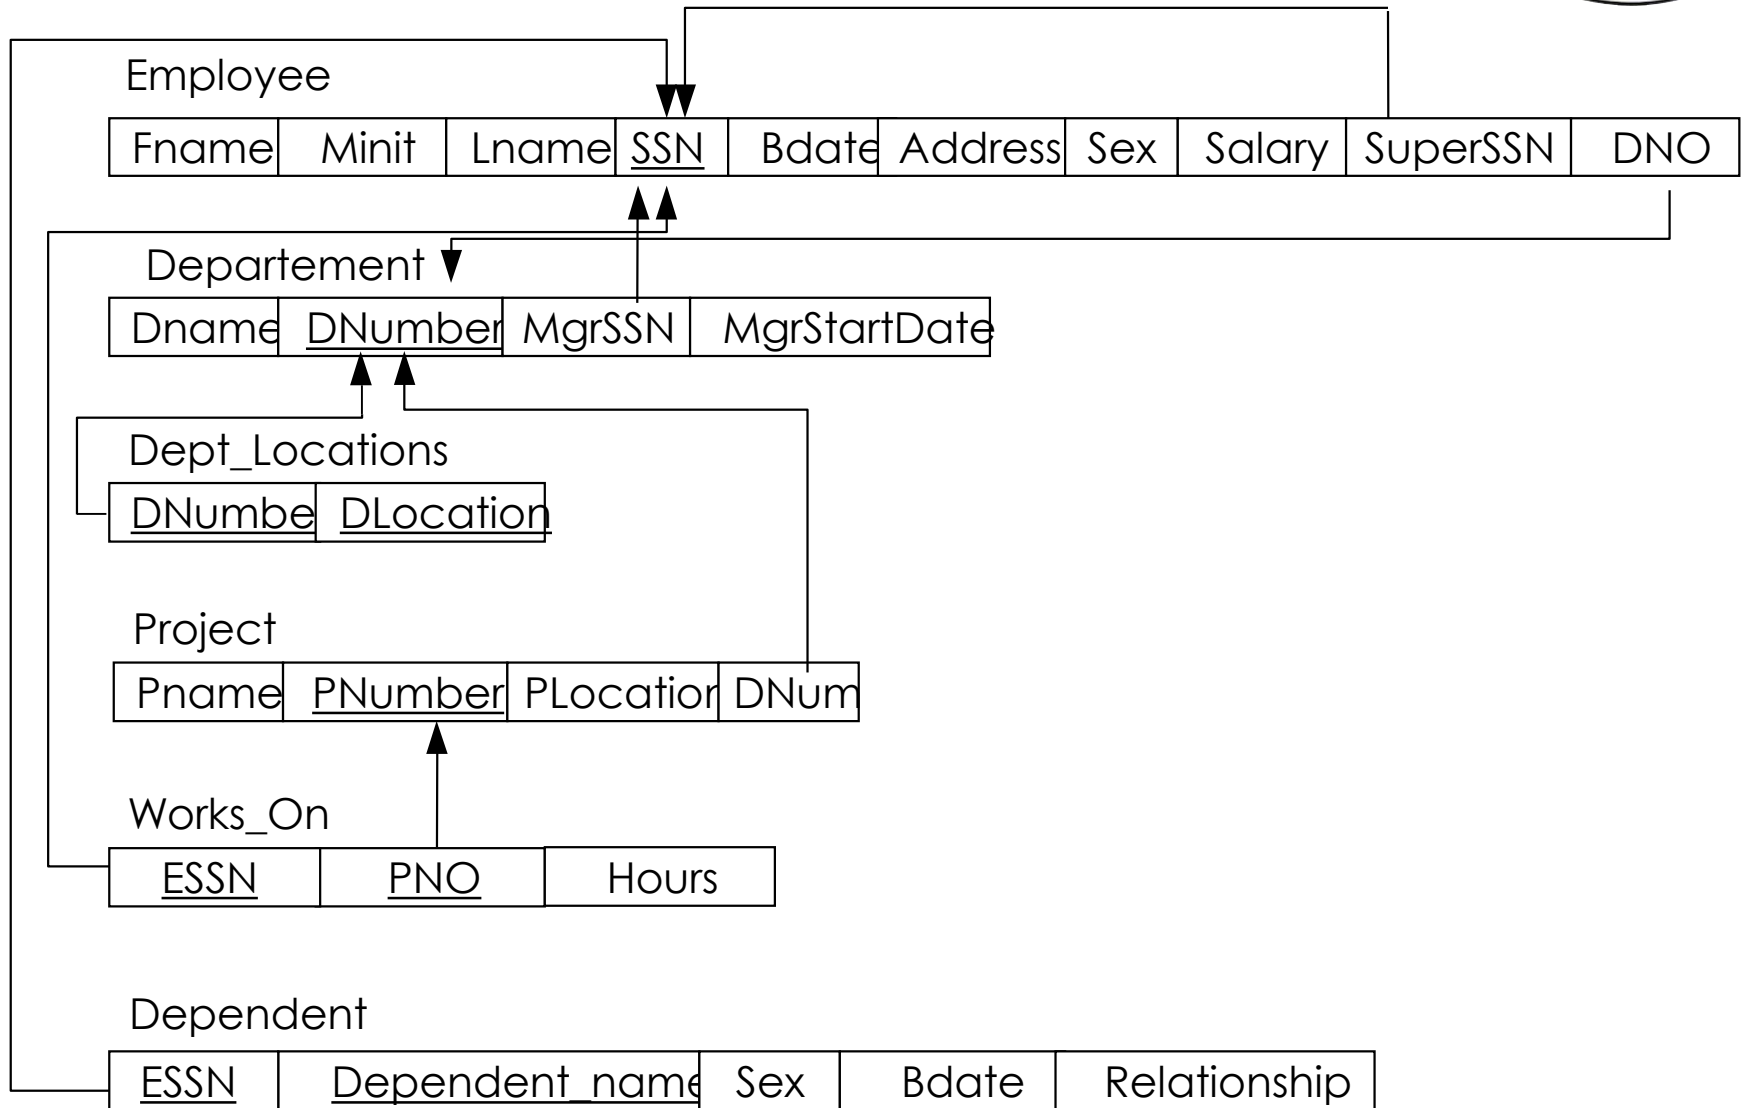 Employee
Fname Minit Lname SSN Bdate Address Sex Salary SuperSSN DNO
Departement
Dname DNumber MgrSSN MgrStartDate
Dept_Locations
DNumbe DLocation
Project
Pname PNumber PLocation DNum
Works_On
ESSN PNO Hours
Dependent
ESSN Dependent_name Sex Bdate Relationship